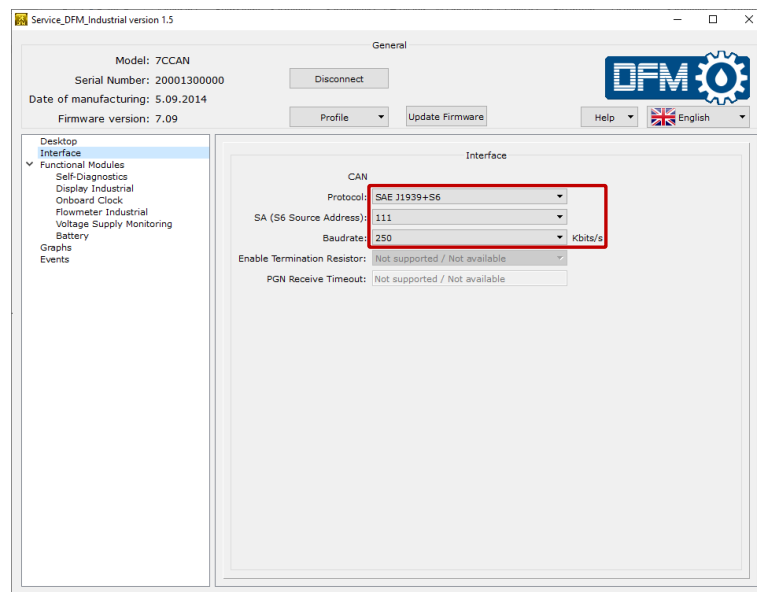 Service_DFM_Industrial version 1.5
General
Model: 7CCAN
Serial Number: 20001300000
Disconnect
DFM
Date of manufacturing: 5.09.2014
Firmware version: 7.09
Profile
Update Firmware
Help
English
Desktop
Interface
Functional Modules
Self-Diagnostics
Display Industrial
Onboard Clock
Flowmeter Industrial
Voltage Supply Monitoring
Battery
Graphs
Events
Interface
CAN
Protocol: SAE J1939+S6
SA (S6 Source Address): 111
Baudrate: 250 Kbits/s
Enable Termination Resistor: Not supported / Not available
PGN Receive Timeout: Not supported / Not available